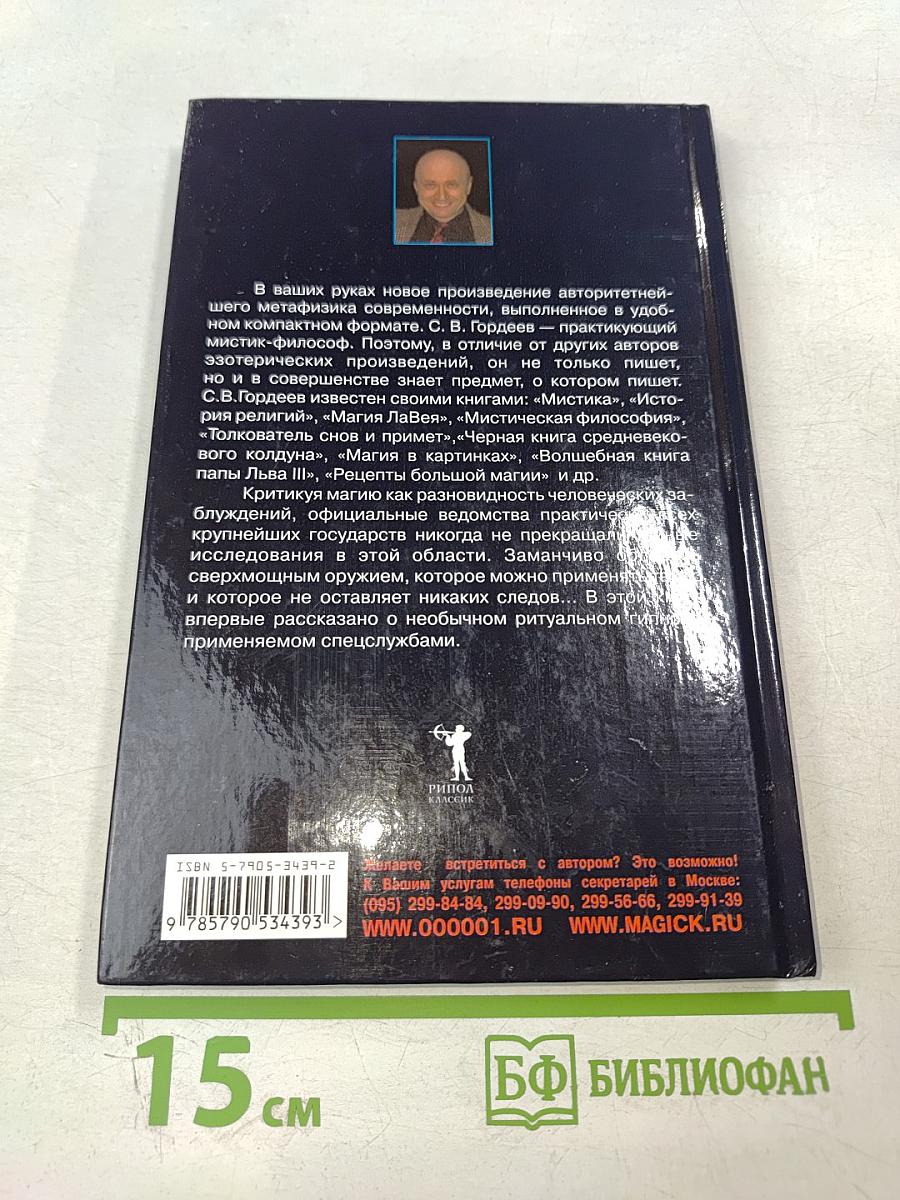 В ваших руках новое произведение авторитетней-
шего метафизика современности, выполненное в удоб-
ном компактном формате. С. В. Гордеев — практикующий
мистик-философ. Поэтому, в отличие от других авторов
эзотерических произведений, он не только пишет,
но и в совершенстве знает предмет, о котором пишет.
С.В.Гордеев известен своими книгами: «Мистика», «Исто-
рия религий», «Магия ЛаВея», «Мистическая философия»,
«Толкователь снов и примет»,«Черная книга средневеко-
вого колдуна», «Магия в картинках», «Волшебная книга
папы Льва III», «Рецепты большой магии» и др.
Критикуя магию как разновидность человеческих за-
блуждений, официальные ведомства практически всех
крупнейших государств никогда не прекращали
исследования в этой области. Заманчиво
сверхмощным оружием, которое можно применять
и которое не оставляет никаких следов... В этой
впервые рассказано о необычном ритуальном
применяемом спецслужбами.
РИПОЛ
КЛАССИК
ISBN 5-7905-3439-2
9 785790 534393 >
Желаете встретиться с автором? Это возможно!
К Вашим услугам телефоны секретарей в Москве:
(095) 299-84-84, 299-09-90, 299-56-66, 299-91-39
WWW.000001.RU WWW.MAGICK.RU
15 см
БФ БИБЛИОФАН